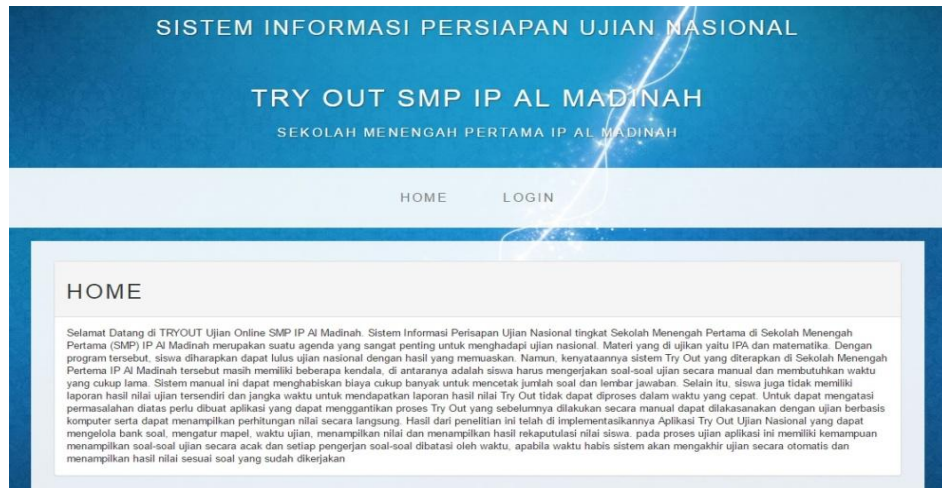 SISTEM INFORMASI PERSIAPAN UJIAN NASIONAL
TRY OUT SMP IP AL MADINAH
SEKOLAH MENENGAH PERTAMA IP AL MADINAH
HOME LOGIN
HOME
Selamat Datang di TRYOUT Ujian Online SMP IP Al Madinah. Sistem Informasi Perisapan Ujian Nasional tingkat Sekolah Menengah Pertama di Sekolah Menengah
Pertama (SMP) IP Al Madinah merupakan suatu agenda yang sangat penting untuk menghadapi ujian nasional. Materi yang di ujikan yaitu IPA dan matematika. Dengan
program tersebut, siswa diharapkan dapat lulus ujian nasional dengan hasil yang memuaskan. Namun, kenyataannya sistem Try Out yang diterapkan di Sekolah Menengah
Pertema IP Al Madinah tersebut masih memiliki beberapa kendala, di antaranya adalah siswa harus mengerjakan soal-soal ujian secara manual dan membutuhkan waktu
yang cukup lama. Sistem manual ini dapat menghabiskan biaya cukup banyak untuk mencetak jumlah soal dan lembar jawaban. Selain itu, siswa juga tidak memiliki
laporan hasil nilai ujian tersendiri dan jangka waktu untuk mendapatkan laporan hasil nilai Try Out tidak dapat diproses dalam waktu yang cepat. Untuk dapat mengatasi
permasalahan diatas perlu dibuat aplikasi yang dapat menggantikan proses Try Out yang sebelumnya dilakukan secara manual dapat dilakasanakan dengan ujian berbasis
komputer serta dapat menampilkan perhitungan nilai secara langsung. Hasil dari penelitian ini telah di implementasikannya Aplikasi Try Out Ujian Nasional yang dapat
mengelola bank soal, mengatur mapel, waktu ujian, menampilkan nilai dan menampilkan hasil rekaputulasi nilai siswa. pada proses ujian aplikasi ini memiliki kemampuan
menampilkan soal-soal ujian secara acak dan setiap pengerjan soal-soal dibatasi oleh waktu, apabila waktu habis sistem akan mengakhir ujian secara otomatis dan
menampilkan hasil nilai sesuai soal yang sudah dikerjakan